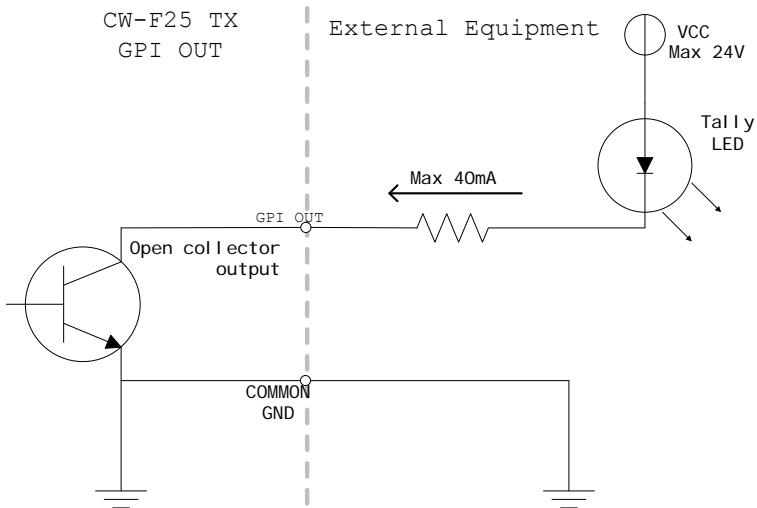 CW-F25 TX
GPI OUT
External Equipment
VCC
Max 24V
Tally
LED
Max 40mA
GPI OUT
Open collector
output
COMMON
GND